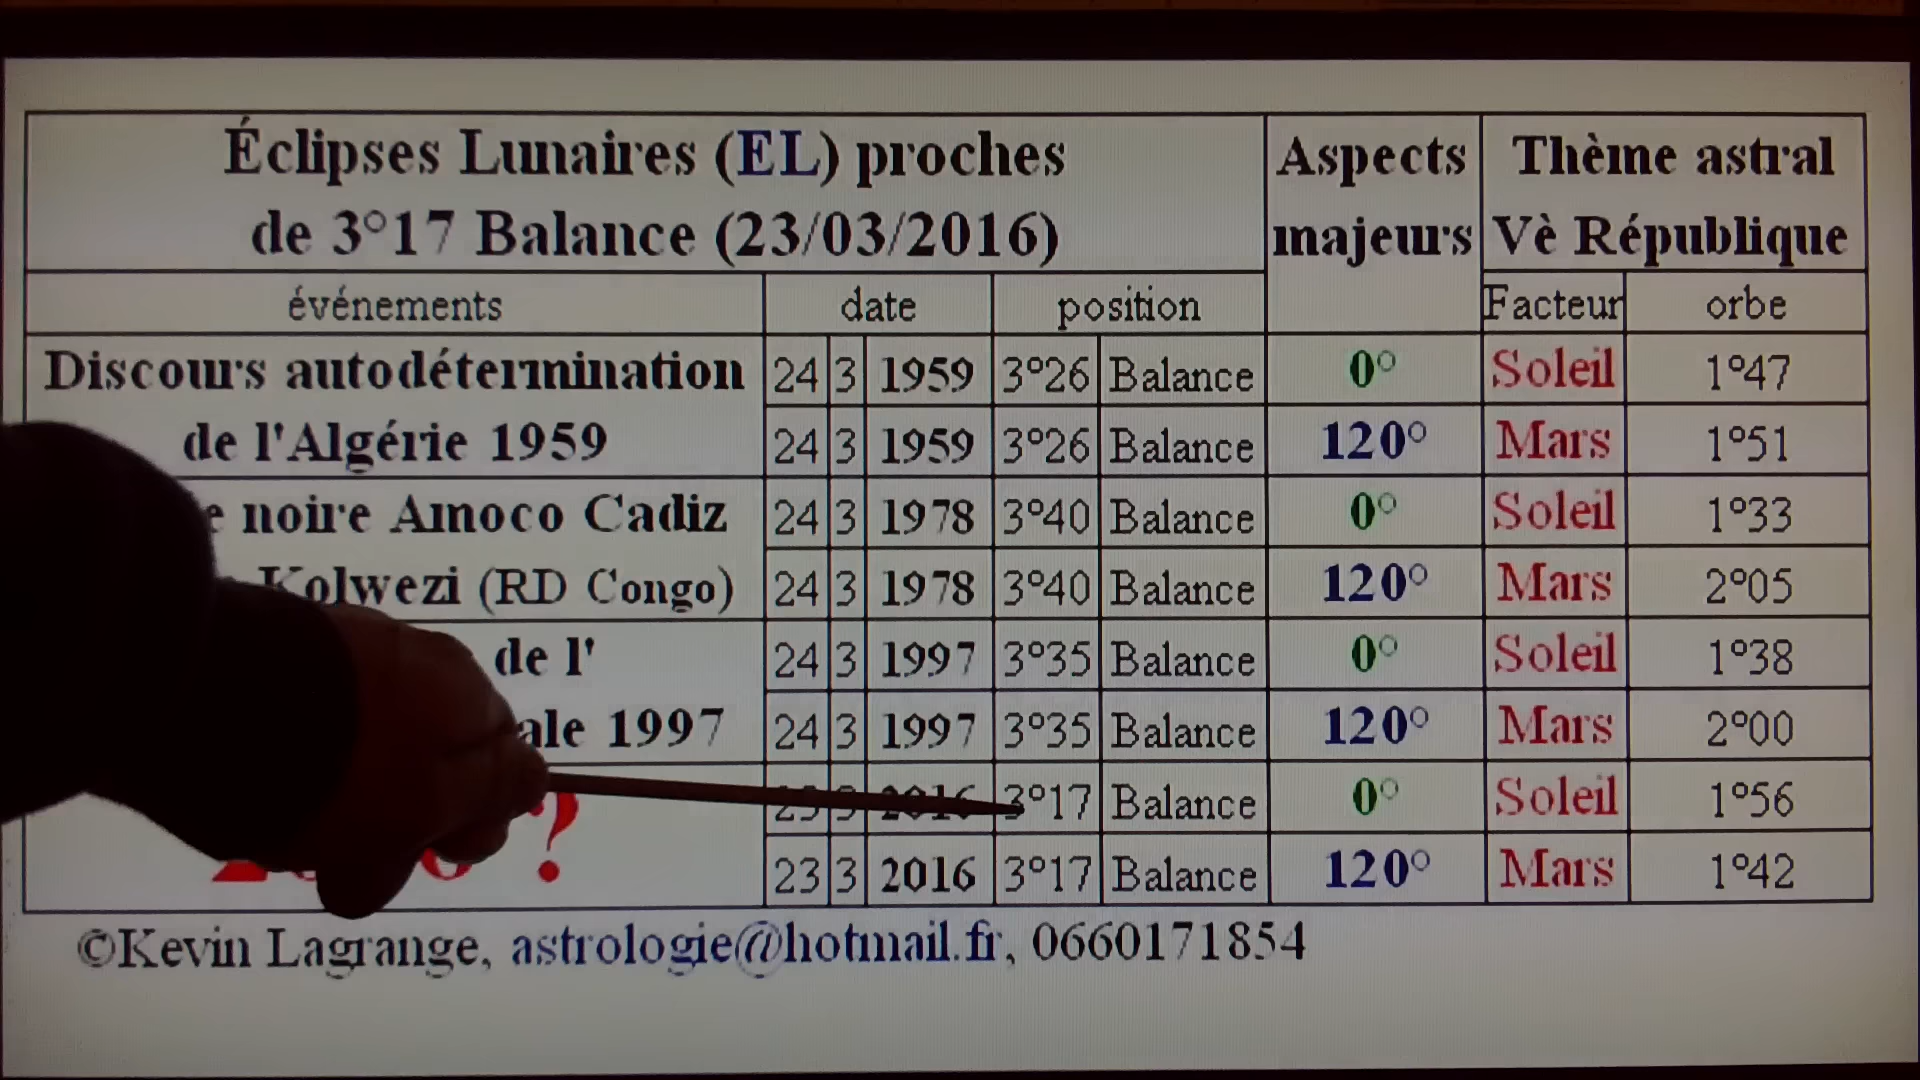 Éclipses Lunaires (EL) proches
de 3°17 Balance (23/03/2016)
Aspects
majeurs
Thème astral
Vè République
événements date position Facteur orbe
Discours autodétermination
de l'Algérie 1959
24 3 1959 3°26 Balance 0° Soleil 1°47
24 3 1959 3°26 Balance 120° Mars 1°51
noire Amoco Cadiz
Kolwezi (RD Congo)
24 3 1978 3°40 Balance 0° Soleil 1°33
24 3 1978 3°40 Balance 120° Mars 2°05
de l'
1997
24 3 1997 3°35 Balance 0° Soleil 1°38
24 3 1997 3°35 Balance 120° Mars 2°00
?
2016 3°17 Balance 0° Soleil 1°56
23 3 2016 3°17 Balance 120° Mars 1°42
©Kevin Lagrange, astrologie@hotmail.fr, 0660171854